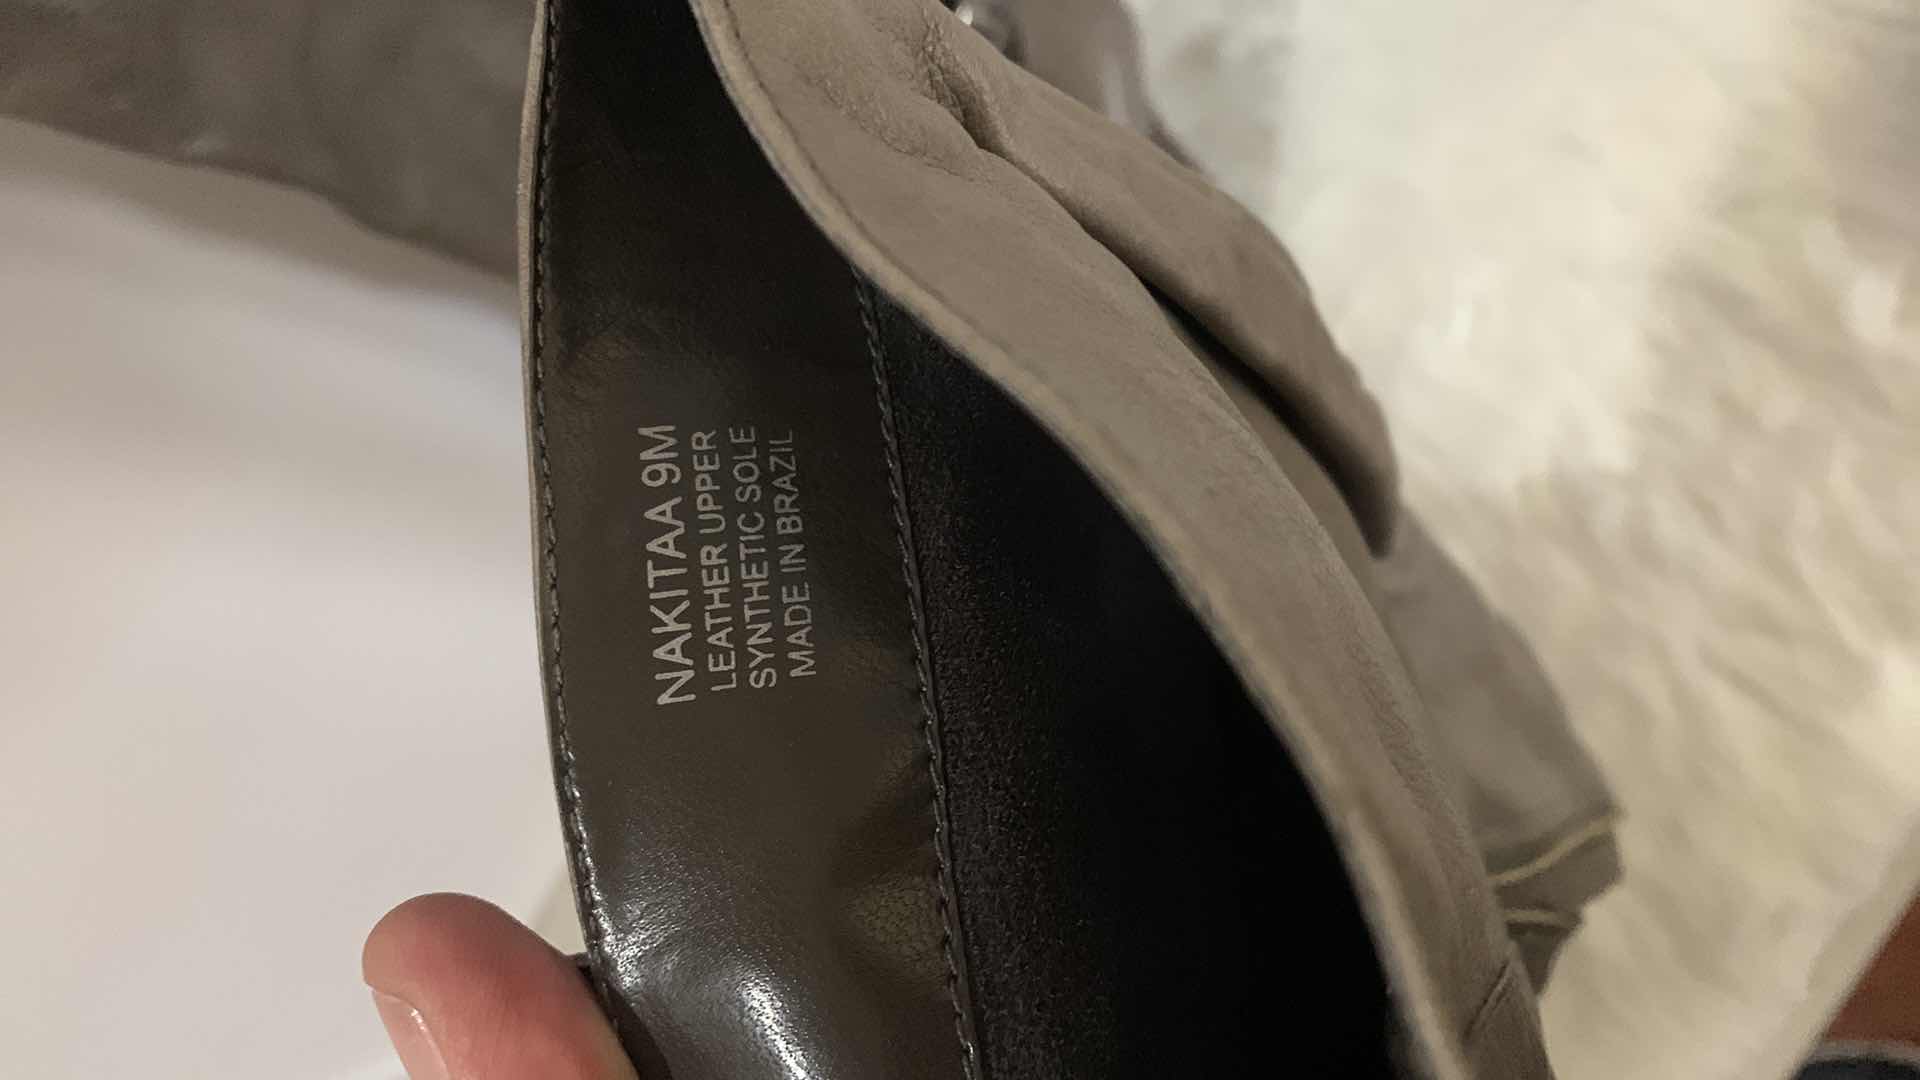 NAKITAA 9M
LEATHER UPPER
SYNTHETIC SOLE
MADE IN BRAZIL